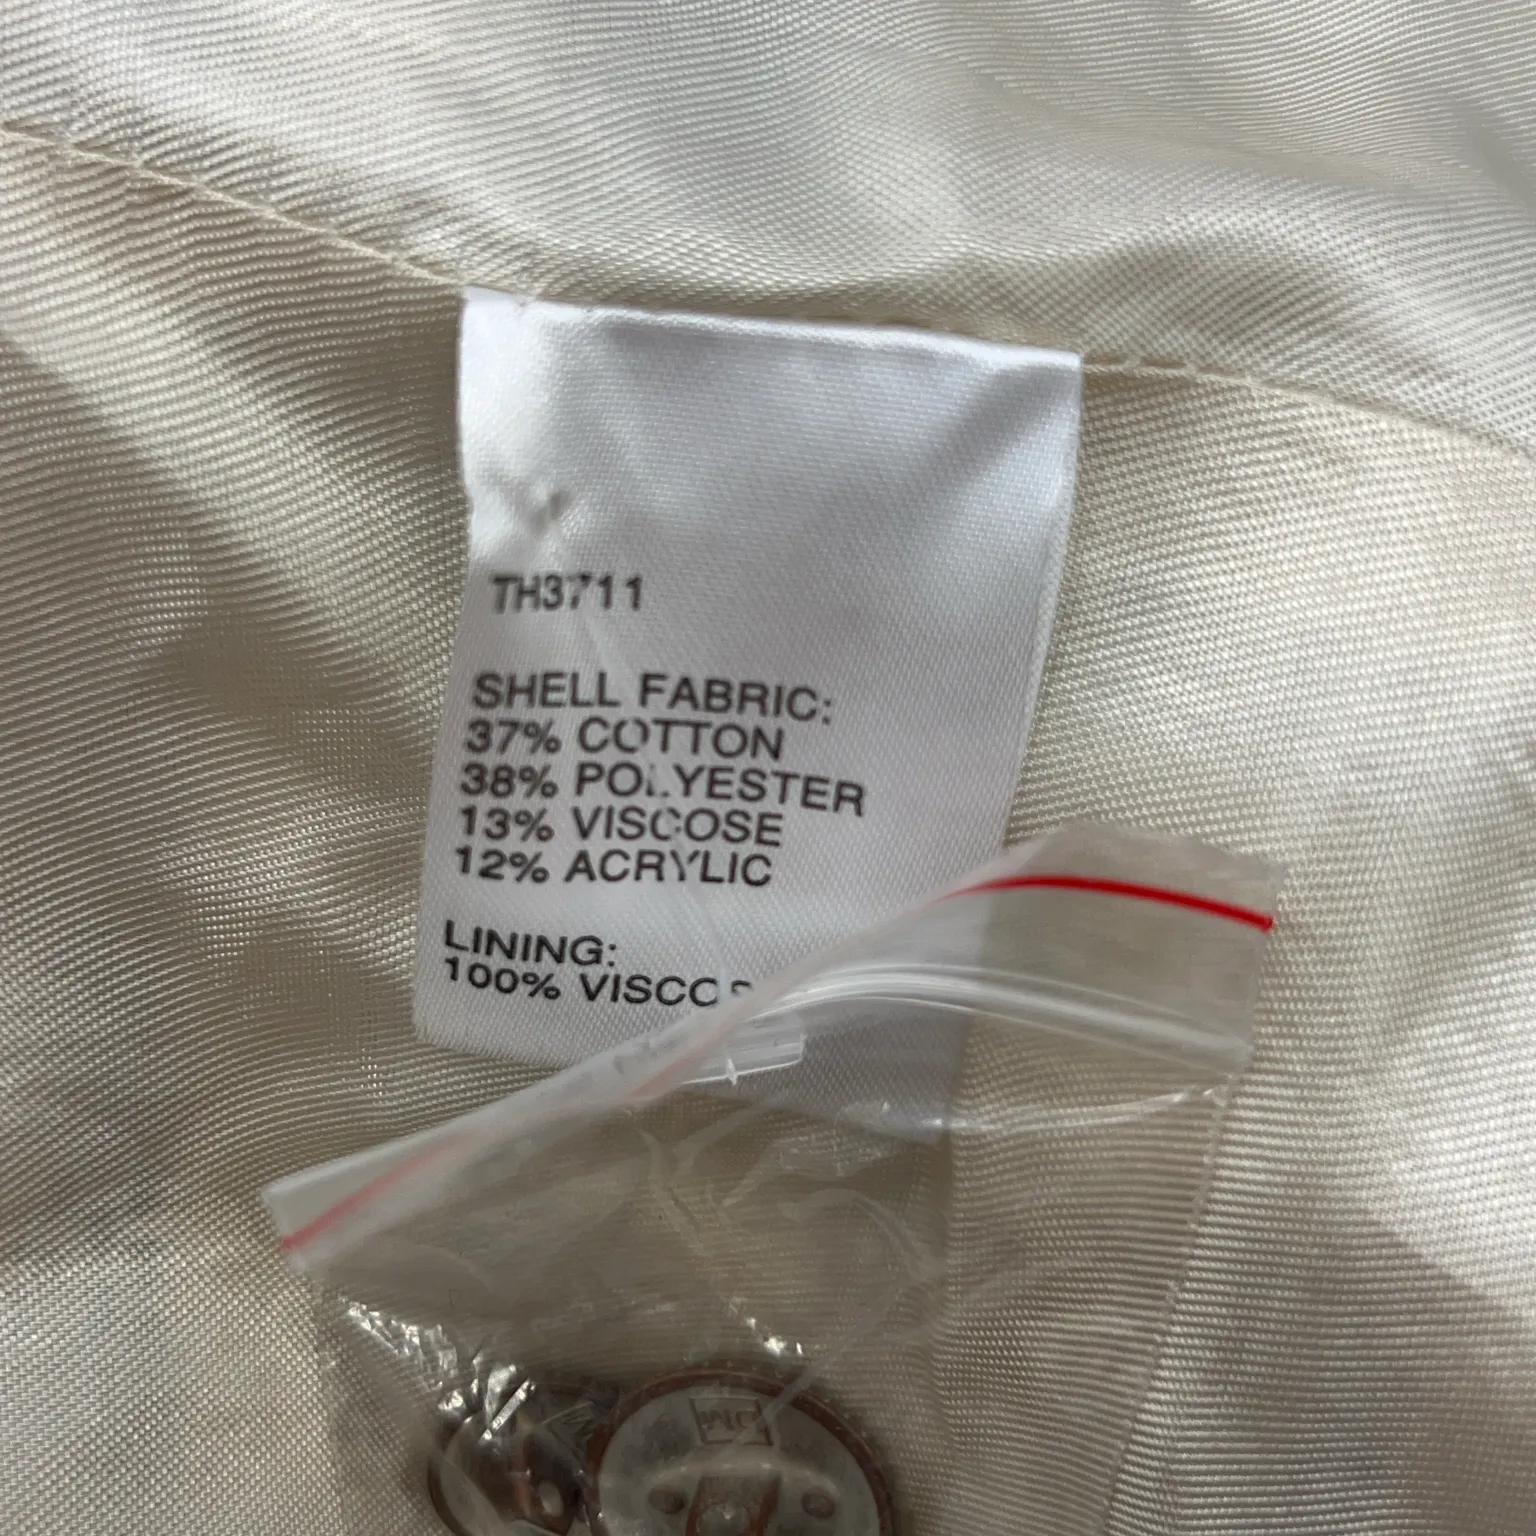 TH3711
SHELL FABRIC:
37% COTTON
38% POLYESTER
13% VISCOSE
12% ACRYLIC
LINING:
100%